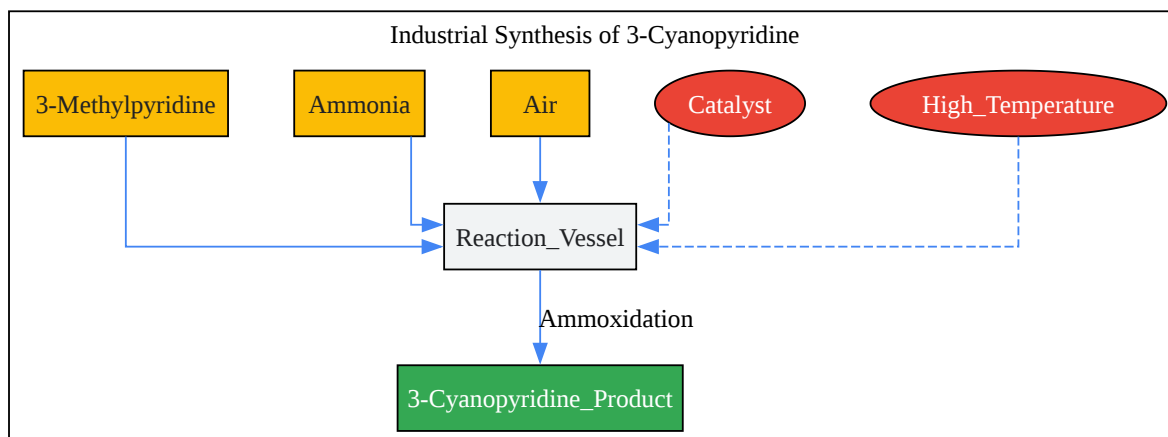 Industrial Synthesis of 3-Cyanopyridine
3-Methylpyridine
Ammonia
Air
Catalyst
High_Temperature
Reaction_Vessel
Ammoxidation
3-Cyanopyridine_Product